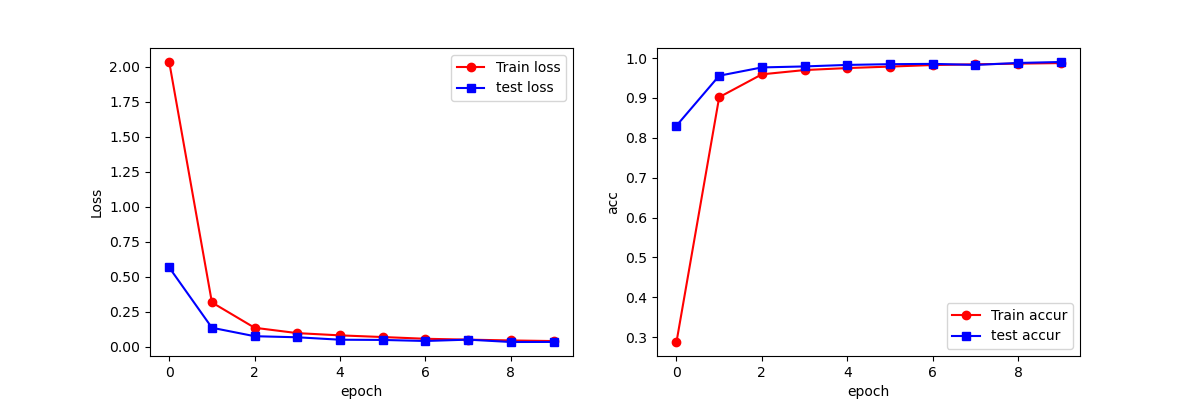 2.00
1.75
1.50
1.25
1.00
0.75
0.50
0.25
0.00
Loss
0 2 4 6 8
epoch
Train loss
test loss
1.0
0.9
0.8
0.7
0.6
0.5
0.4
0.3
acc
0 2 4 6 8
epoch
Train accur
test accur